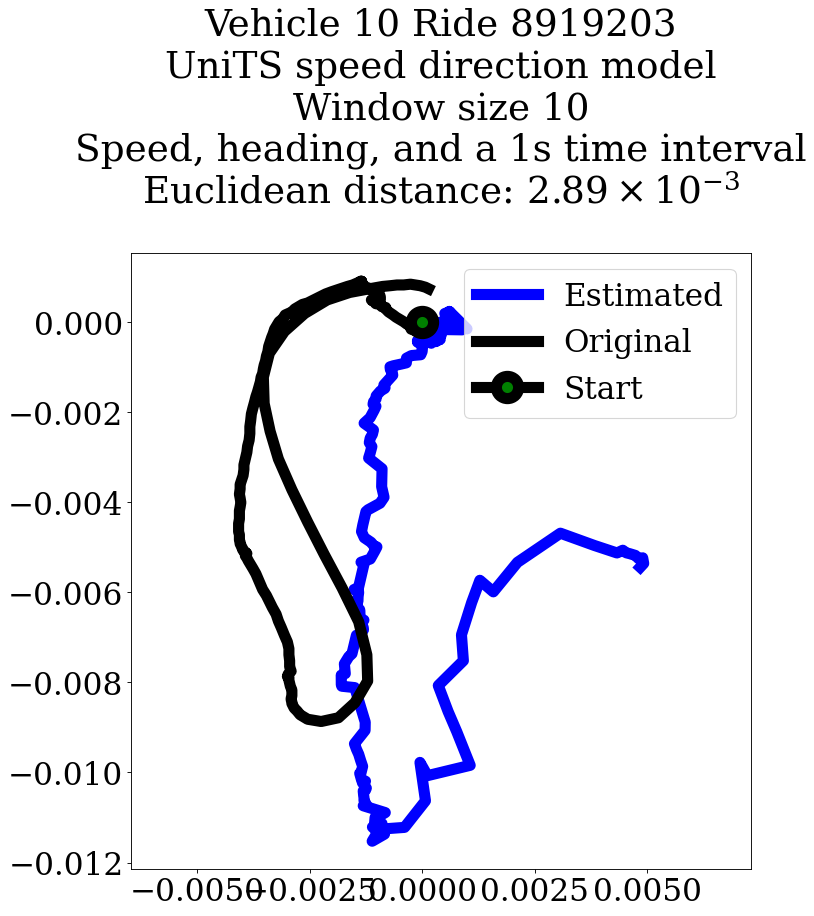 Vehicle 10 Ride 8919203
UniTS speed direction model
Window size 10
Speed, heading, and a 1s time interval
Euclidean distance: 2.89 × 10⁻³
Estimated
Original
Start
0.000
−0.002
−0.004
−0.006
−0.008
−0.010
−0.012
−0.0050 −0.0025 0.0000 0.0025 0.0050